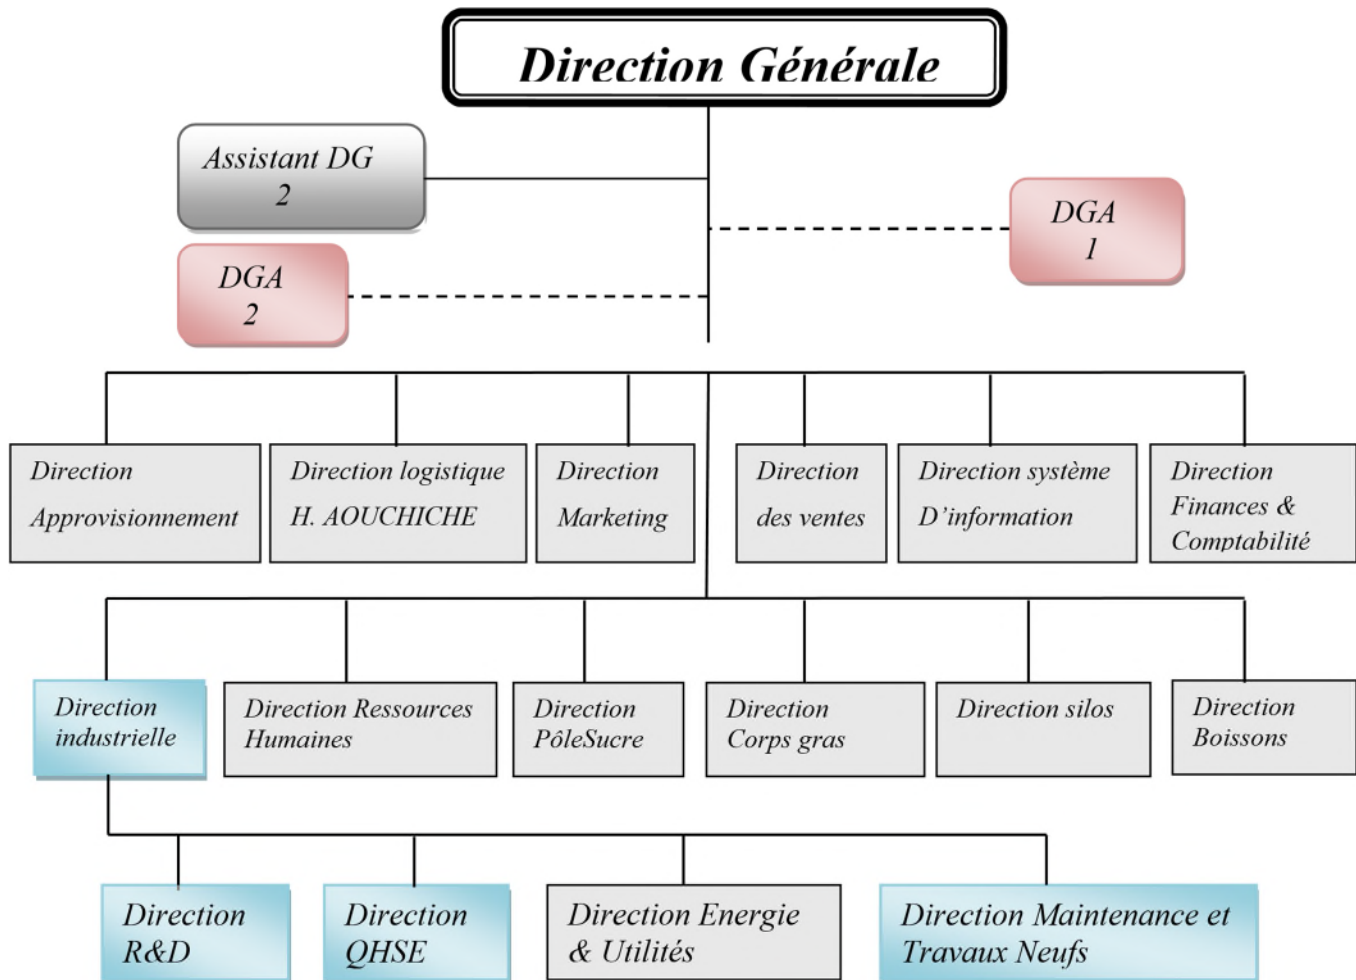 Direction Générale
Assistant DG
2
DGA
1
DGA
2
Direction
Approvisionnement
Direction logistique
H. AOUCHICHE
Direction
Marketing
Direction
des ventes
Direction système
D'information
Direction
Finances &
Comptabilité
Direction
industrielle
Direction Ressources
Humaines
Direction
PôleSucre
Direction
Corps gras
Direction silos
Direction
Boissons
Direction
R&D
Direction
QHSE
Direction Energie
& Utilités
Direction Maintenance et
Travaux Neufs